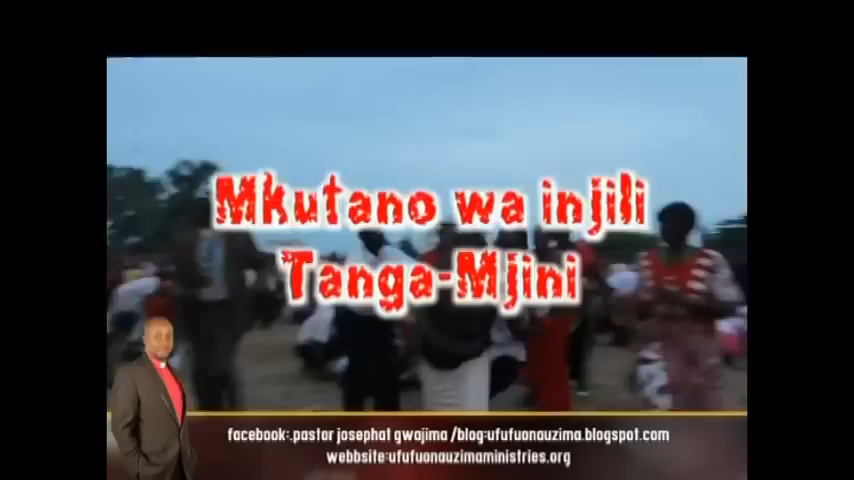 Mkutano wa injili
Tanga-Mjini
facebook:.pastor josephat gwajima /blog:ufufuonauzima.blogspot.com
webbsite:ufufuonauzimaministries.org